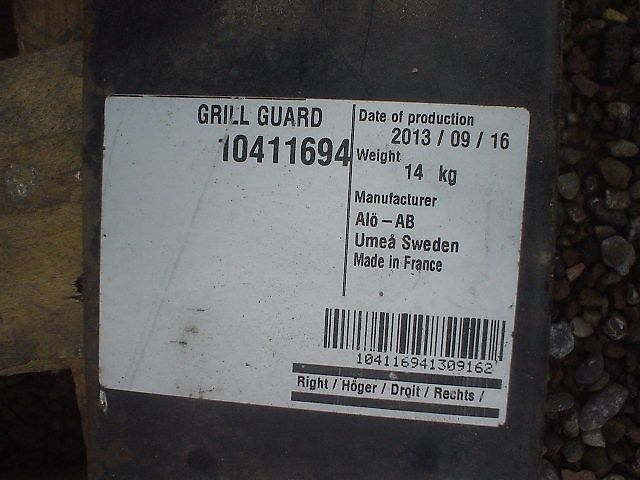 GRILL GUARD
10411694
Date of production
2013 / 09 / 16
Weight
14 kg
Manufacturer
Alö – AB
Umeå Sweden
Made in France
104116941309162
Right / Höger / Droit / Rechts /